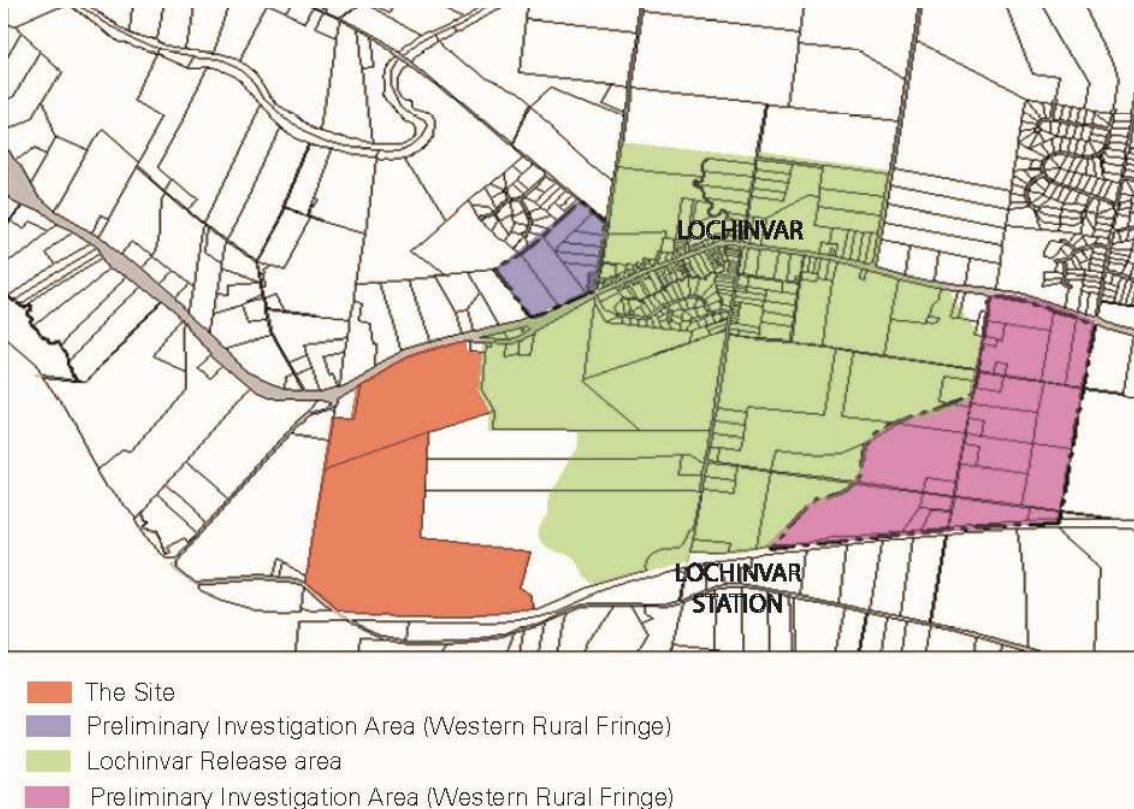 LOCHINVAR
LOCHINVAR
STATION
The Site
Preliminary Investigation Area (Western Rural Fringe)
Lochinvar Release area
Preliminary Investigation Area (Western Rural Fringe)